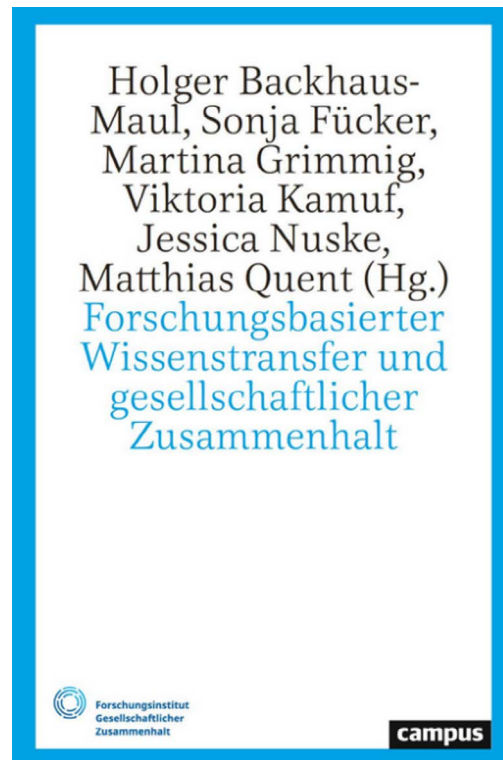 Holger Backhaus-
Maul, Sonja Fücker,
Martina Grimmig,
Viktoria Kamuf,
Jessica Nuske,
Matthias Quent (Hg.)
Forschungsbasierter
Wissenstransfer und
gesellschaftlicher
Zusammenhalt
Forschungsinstitut
Gesellschaftlicher
Zusammenhalt
campus